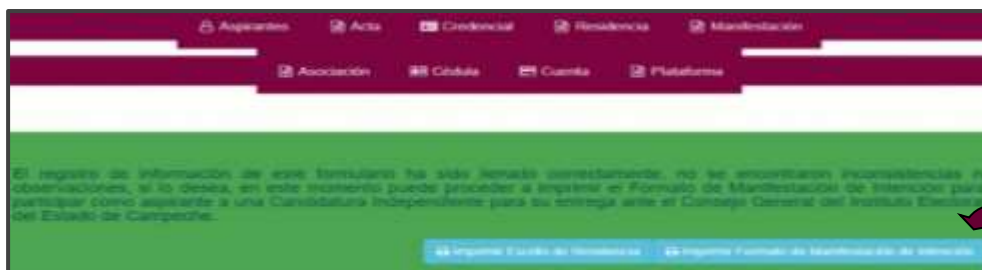 Aspirantes Acta Credencial Residencia Manifestación
Asociación Cédula Cuenta Plataforma
El registro de información de este formulario ha sido llenado correctamente, no se encontraron inconsistencias
observaciones, si lo desea, en este momento puede proceder a imprimir el Formato de Manifestación de Intención para
participar como aspirante a una Candidatura Independiente para su entrega ante el Consejo General del Instituto Electoral
del Estado de Campeche.
Imprimir Escrito de Residencia Imprimir Formato de Manifestación de Intención